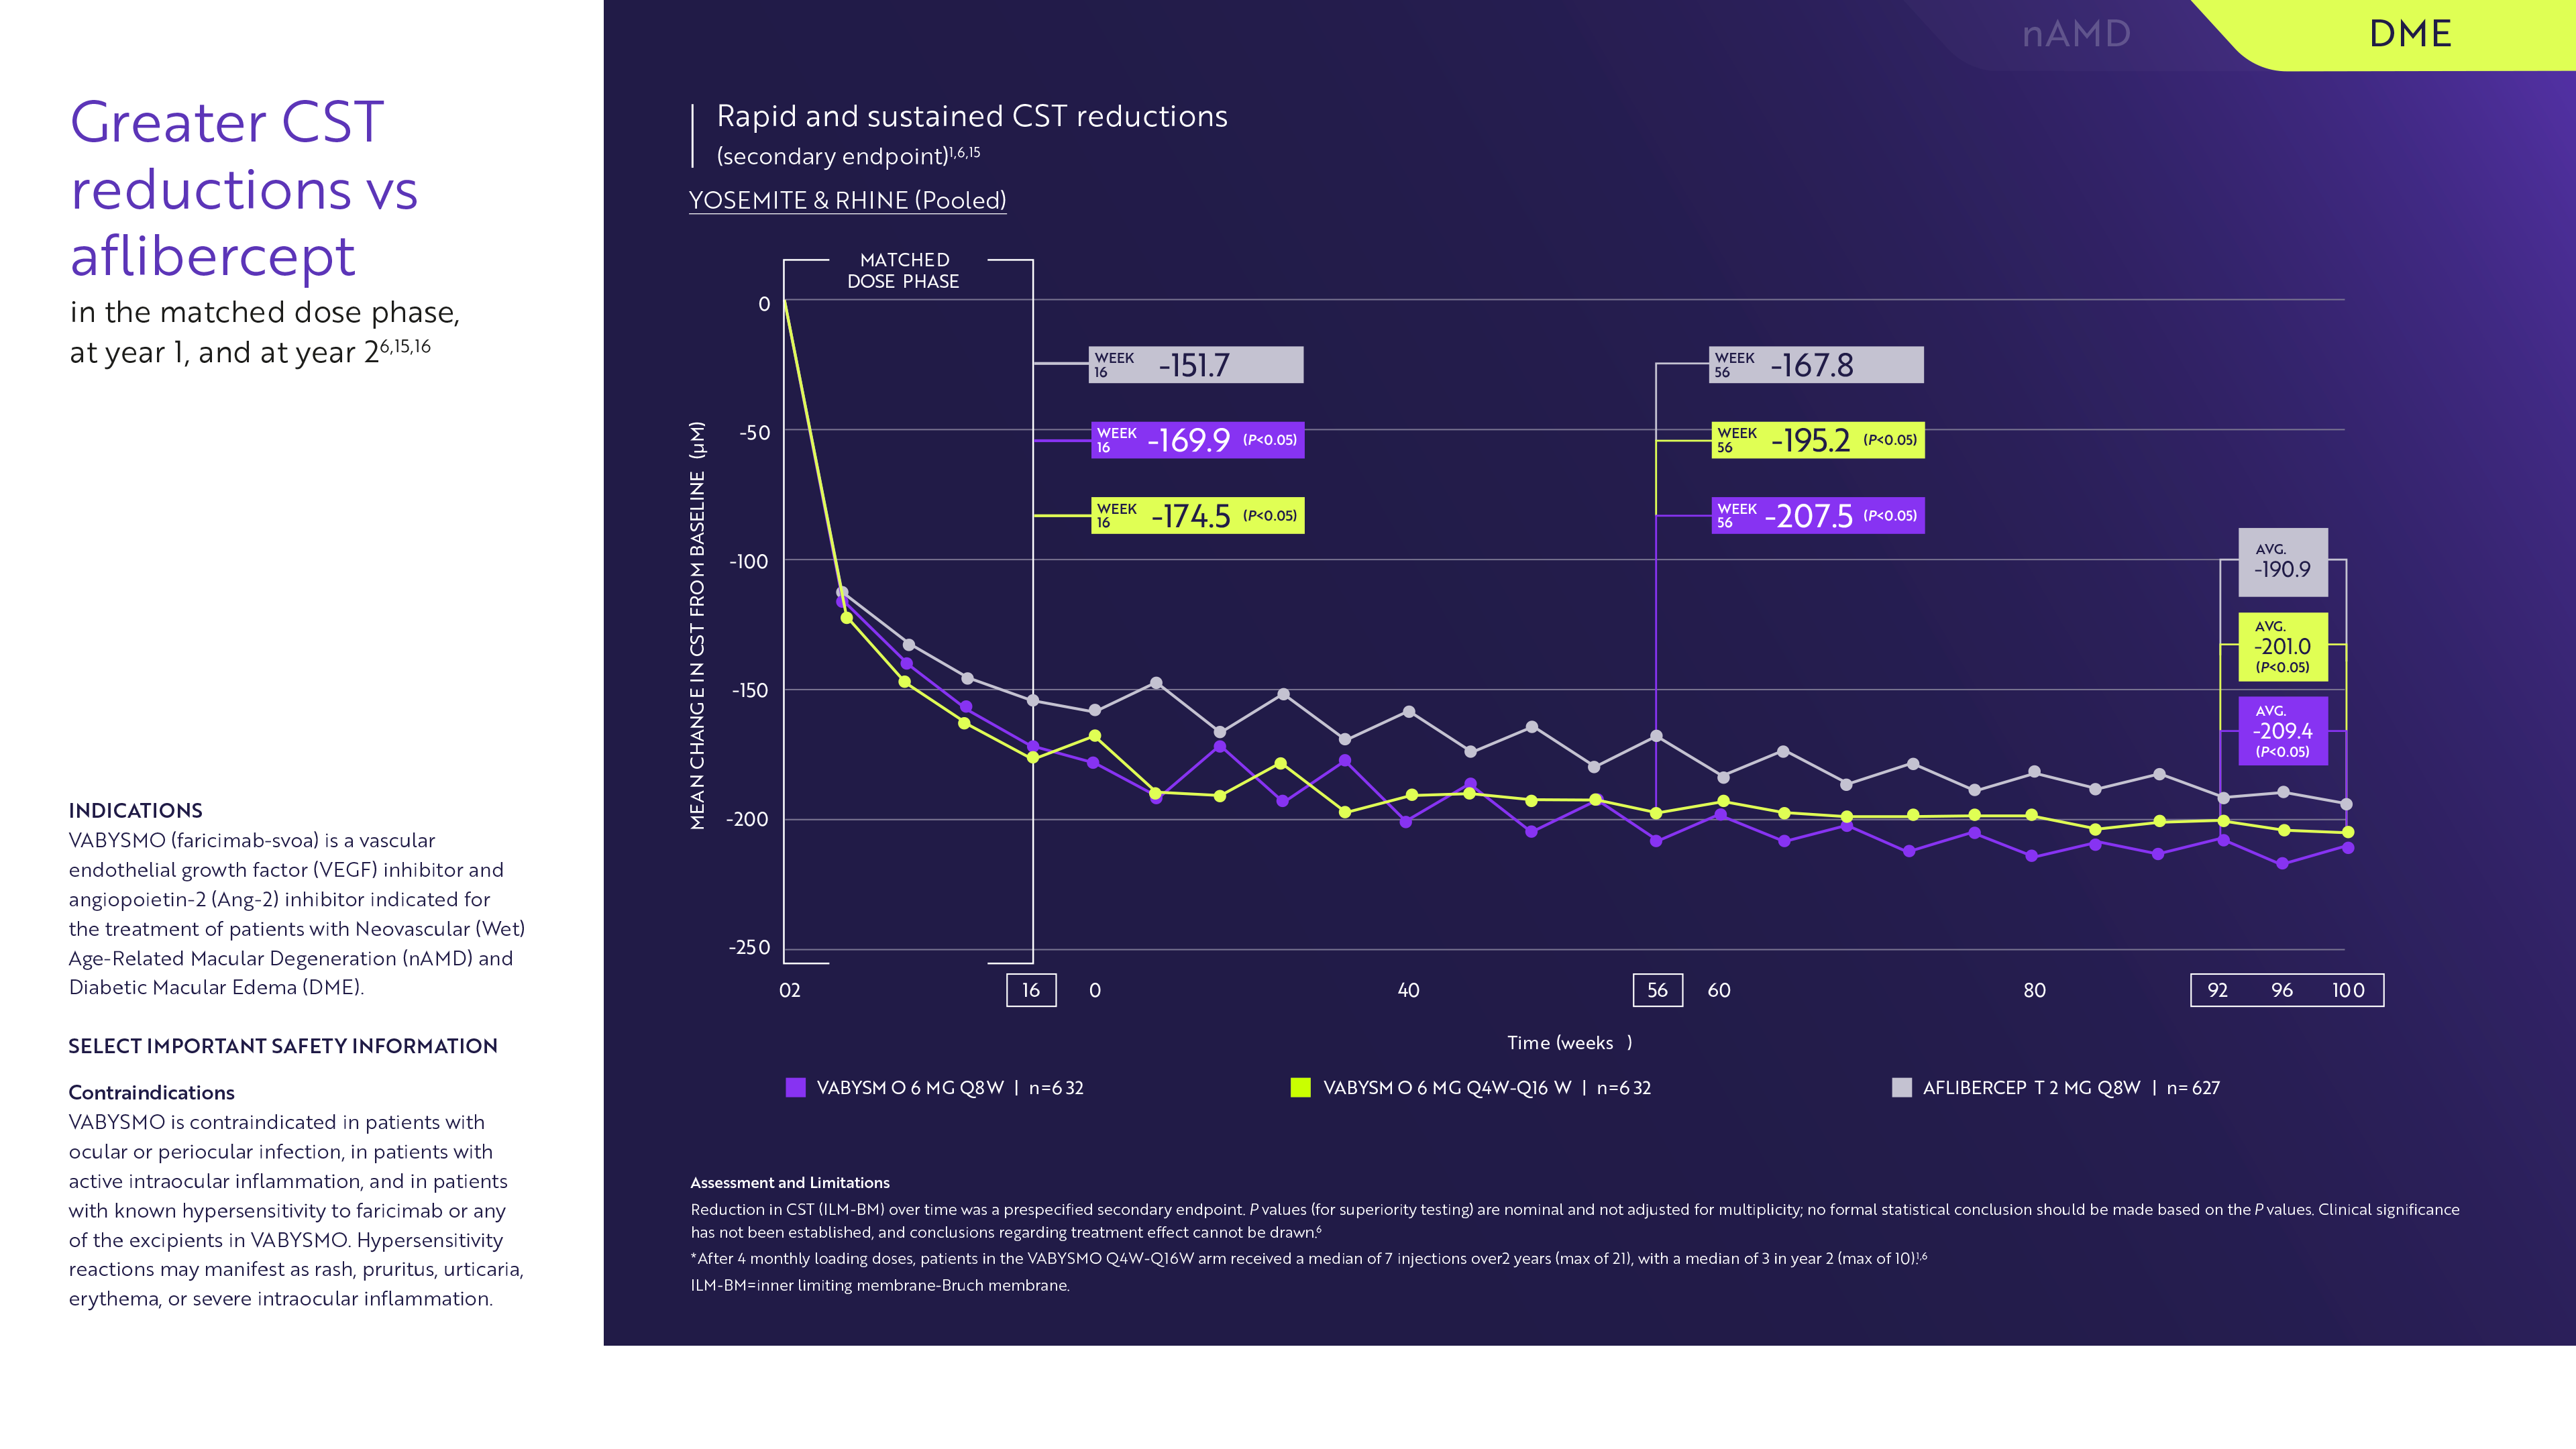 nAMD
DME
Greater CST
reductions vs
aflibercept
in the matched dose phase,
at year 1, and at year 2⁶,¹⁵,¹⁶
INDICATIONS
VABYSMO (faricimab-svoa) is a vascular
endothelial growth factor (VEGF) inhibitor and
angiopoietin-2 (Ang-2) inhibitor indicated for
the treatment of patients with Neovascular (Wet)
Age-Related Macular Degeneration (nAMD) and
Diabetic Macular Edema (DME).
SELECT IMPORTANT SAFETY INFORMATION
Contraindications
VABYSMO is contraindicated in patients with
ocular or periocular infection, in patients with
active intraocular inflammation, and in patients
with known hypersensitivity to faricimab or any
of the excipients in VABYSMO. Hypersensitivity
reactions may manifest as rash, pruritus, urticaria,
erythema, or severe intraocular inflammation.
Rapid and sustained CST reductions
(secondary endpoint)¹,⁶,¹⁵
YOSEMITE & RHINE (Pooled)
MATCHED
DOSE PHASE
MEAN CHANGE IN CST FROM BASELINE (µM)
0
-50
-100
-150
-200
-250
WEEK 16 -151.7
WEEK 16 -169.9 (P<0.05)
WEEK 16 -174.5 (P<0.05)
WEEK 56 -167.8
WEEK 56 -195.2 (P<0.05)
WEEK 56 -207.5 (P<0.05)
AVG.
-190.9
AVG.
-201.0
(P<0.05)
AVG.
-209.4
(P<0.05)
02 16 0 40 56 60 80 92 96 100
Time (weeks )
VABYSM O 6 MG Q8W | n=6 32
VABYSM O 6 MG Q4W-Q16 W | n=6 32
AFLIBERCEP T 2 MG Q8W | n= 627
Assessment and Limitations
Reduction in CST (ILM-BM) over time was a prespecified secondary endpoint. P values (for superiority testing) are nominal and not adjusted for multiplicity; no formal statistical conclusion should be made based on the P values. Clinical significance
has not been established, and conclusions regarding treatment effect cannot be drawn.⁶
*After 4 monthly loading doses, patients in the VABYSMO Q4W-Q16W arm received a median of 7 injections over2 years (max of 21), with a median of 3 in year 2 (max of 10).¹,⁶
ILM-BM=inner limiting membrane-Bruch membrane.